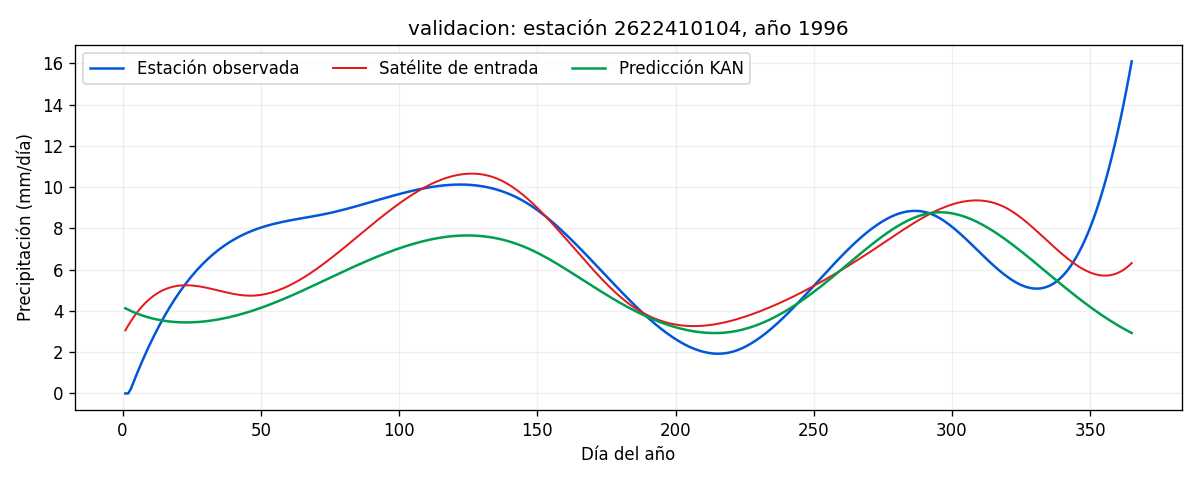 validacion: estación 2622410104, año 1996
Estación observada
Satélite de entrada
Predicción KAN
Precipitación (mm/día)
16
14
12
10
8
6
4
2
0
0
50
100
150
200
250
300
350
Día del año